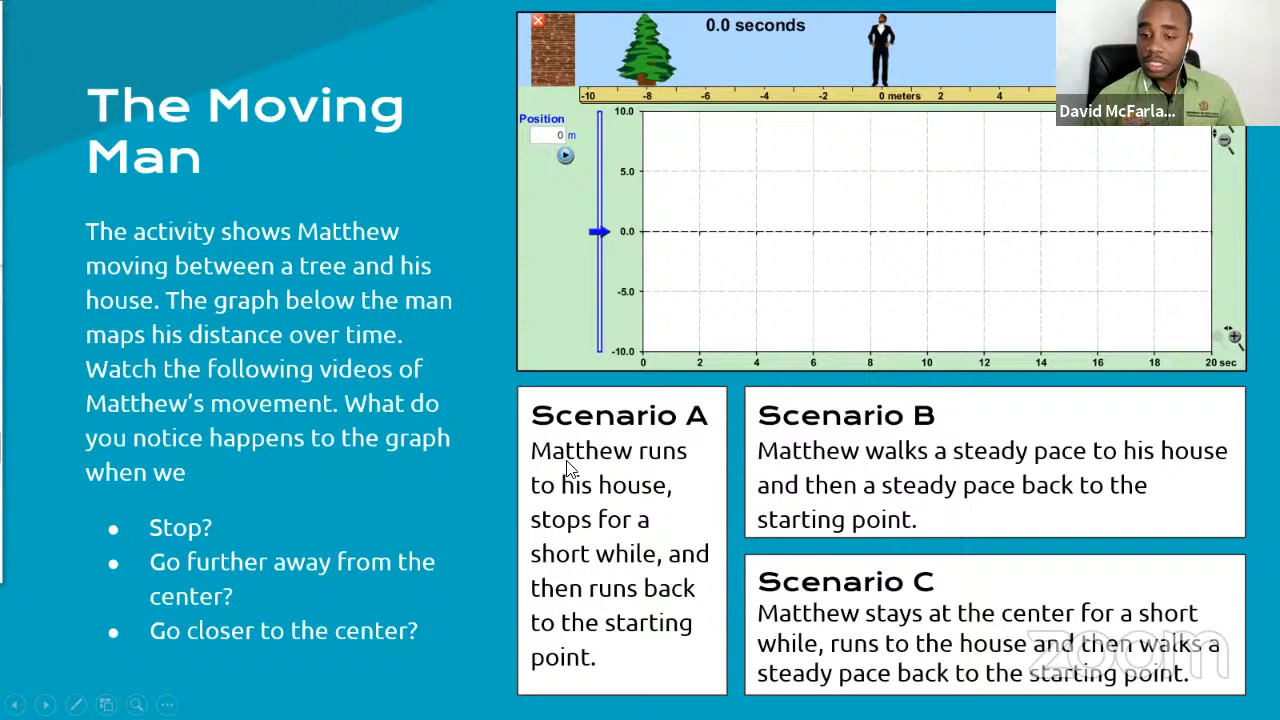 The Moving
Man
The activity shows Matthew
moving between a tree and his
house. The graph below the man
maps his distance over time.
Watch the following videos of
Matthew’s movement. What do
you notice happens to the graph
when we
● Stop?
● Go further away from the
center?
● Go closer to the center?
0.0 seconds
-10 -8 -6 -4 -2 0 meters 2 4
Position
0 m
10.0
5.0
0.0
-5.0
-10.0
0 2 4 6 8 10 12 14 16 18 20 sec
David McFarla...
Scenario A
Matthew runs
to his house,
stops for a
short while, and
then runs back
to the starting
point.
Scenario B
Matthew walks a steady pace to his house
and then a steady pace back to the
starting point.
Scenario C
Matthew stays at the center for a short
while, runs to the house and then walks a
steady pace back to the starting point.
zoom